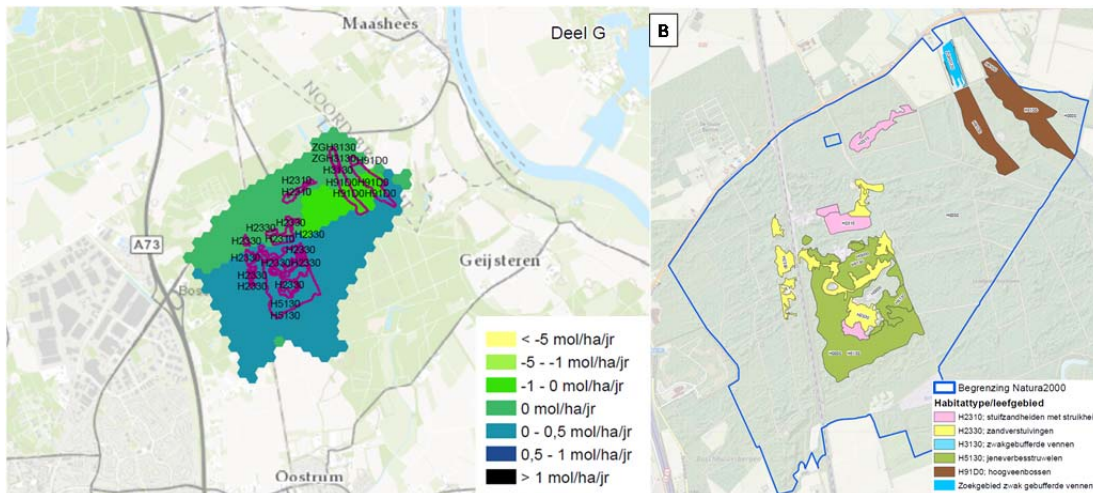 Maashees
Deel G
NOORD
A73
ZGH3130
ZGH3130
H3130
H91D0
H91D0
H91D0
H91D0
H91D0
H2310
H2310
H2330
H2330
H2310
H2330
H2330
H2330
H2330
H2330
H2330
H2330
H2330
H5130
H5130
Geijsteren
Oostrum
< -5 mol/ha/jr
-5 - -1 mol/ha/jr
-1 - 0 mol/ha/jr
0 mol/ha/jr
0 - 0,5 mol/ha/jr
0,5 - 1 mol/ha/jr
> 1 mol/ha/jr
B
Begrenzing Natura2000
Habitattype/leefgebied
H2310; stuifzandheiden met struikhei
H2330; zandverstuivingen
H3130; zwakgebufferde vennen
H5130; jeneverbesstruwelen
H91D0; hoogveenbossen
Zoekgebied zwak gebufferde vennen